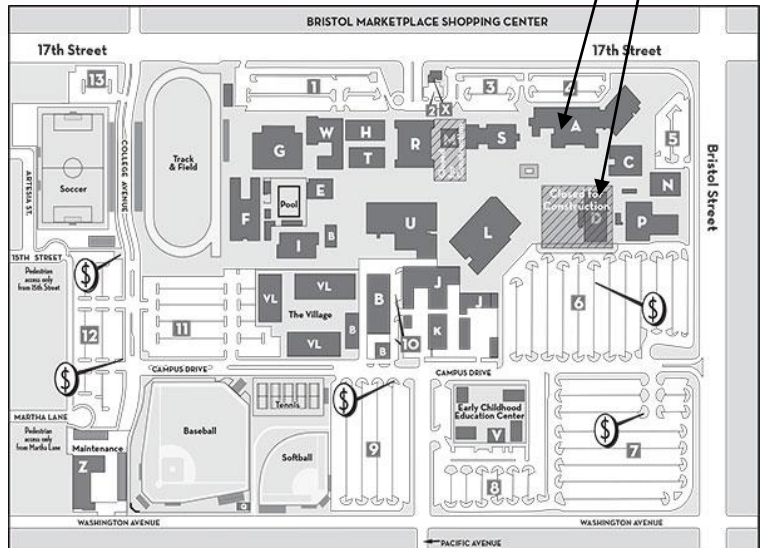 BRISTOL MARKETPLACE SHOPPING CENTER
17th Street
17th Street
13
1
2
X
3
4
5
Soccer
COLLEGE AVENUE
ARTESIA ST.
Track
& Field
G
W
H
T
R
M
S
A
C
N
Bristol Street
F
Pool
E
I
B
U
L
Closed for
Construction
D
P
15TH STREET
Pedestrian
access only
from 15th Street
$
12
$
11
VL
VL
The Village
VL
B
B
B
10
J
J
K
6
$
CAMPUS DRIVE
CAMPUS DRIVE
MARTHA LANE
Pedestrian
access only
from Martha Lane
Maintenance
Z
Baseball
Tennis
Softball
$
9
Early Childhood
Education Center
V
8
$
7
WASHINGTON AVENUE
WASHINGTON AVENUE
PACIFIC AVENUE